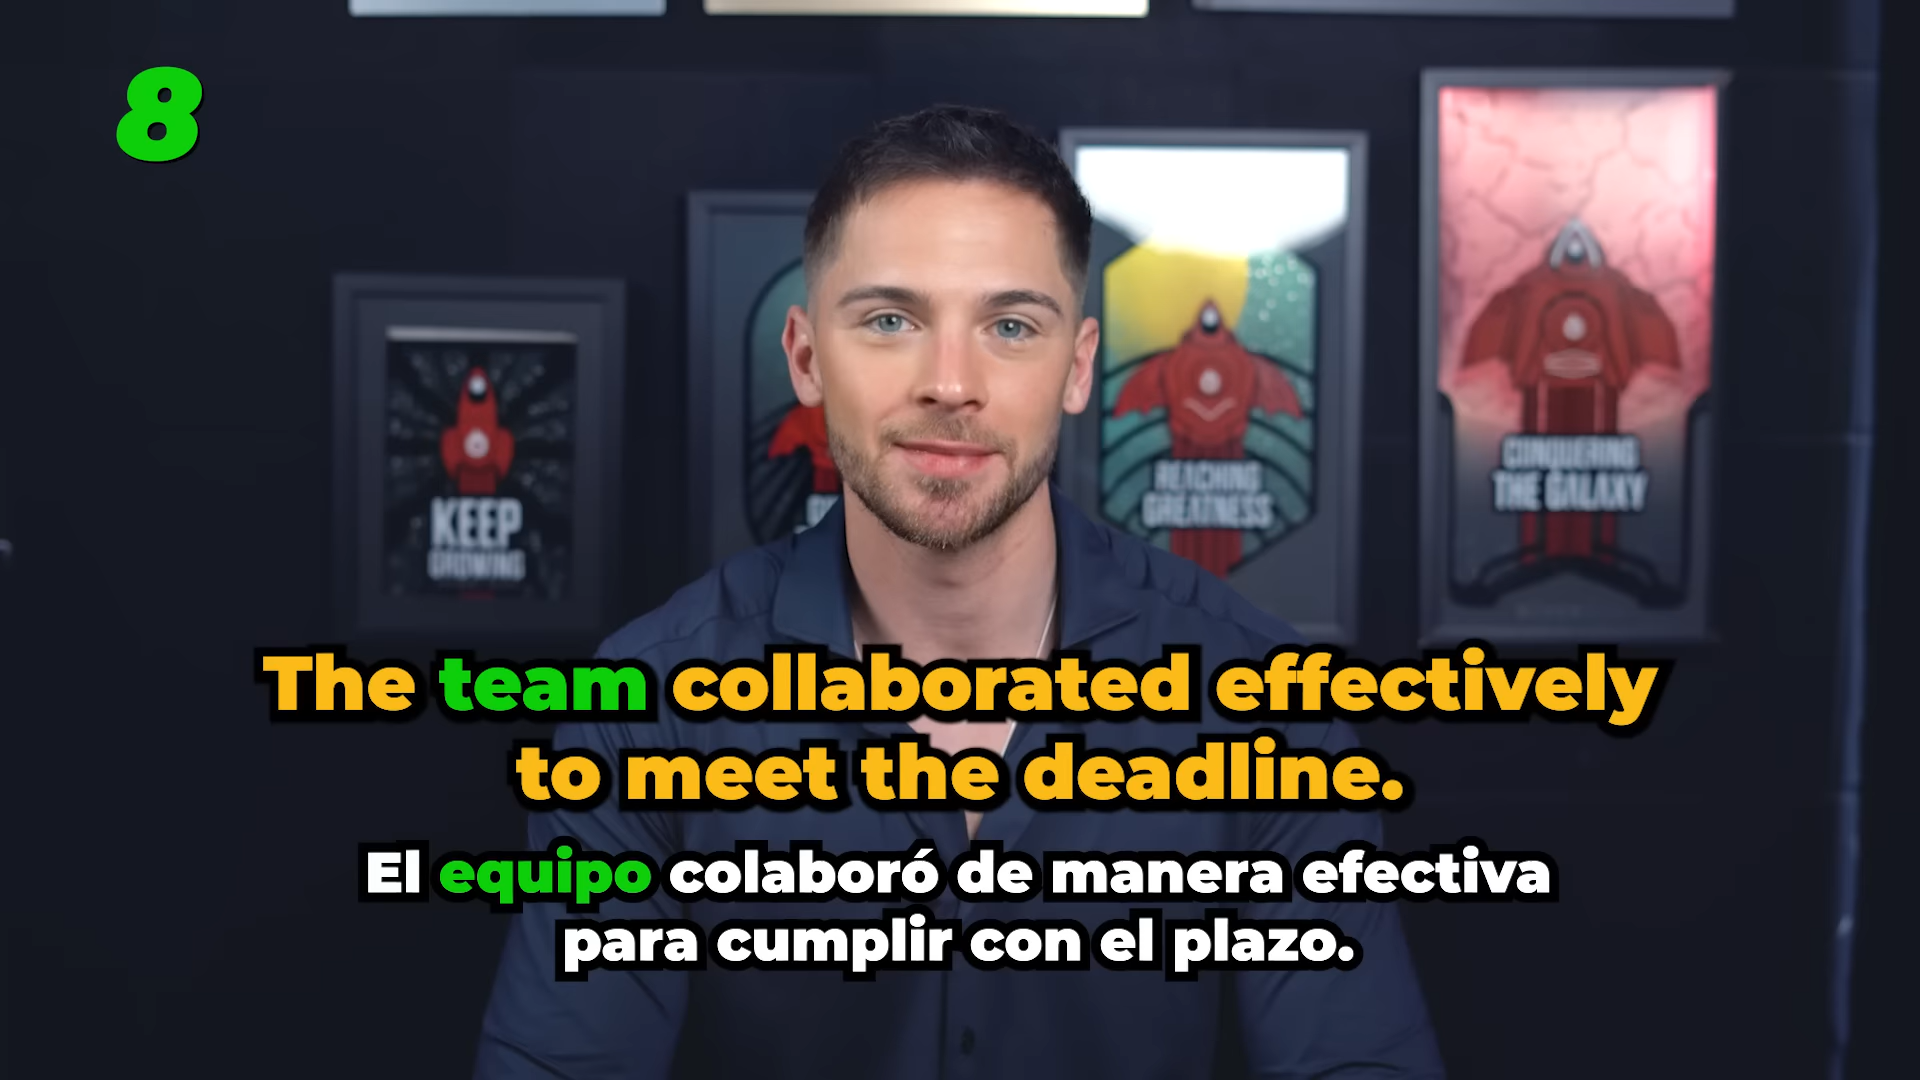 8
KEEP
GROWING
REACHING
GREATNESS
CONQUERING
THE GALAXY
The team collaborated effectively
to meet the deadline.
El equipo colaboró de manera efectiva
para cumplir con el plazo.